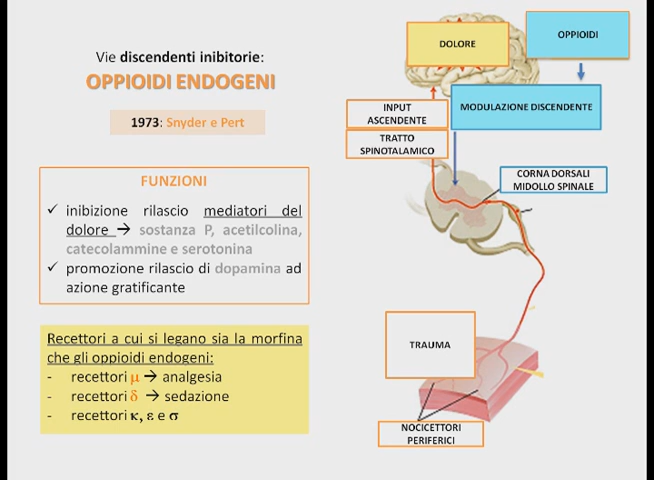 Vie discendenti inibitorie:
OPPIOIDI ENDOGENI
1973: Snyder e Pert
FUNZIONI
✓ inibizione rilascio mediatori del
dolore → sostanza P, acetilcolina,
catecolammine e serotonina
✓ promozione rilascio di dopamina ad
azione gratificante
Recettori a cui si legano sia la morfina
che gli oppioidi endogeni:
- recettori μ → analgesia
- recettori δ → sedazione
- recettori κ, ε e σ
DOLORE
OPPIOIDI
INPUT
ASCENDENTE
MODULAZIONE DISCENDENTE
TRATTO
SPINOTALAMICO
CORNA DORSALI
MIDOLLO SPINALE
TRAUMA
NOCICETTORI
PERIFERICI